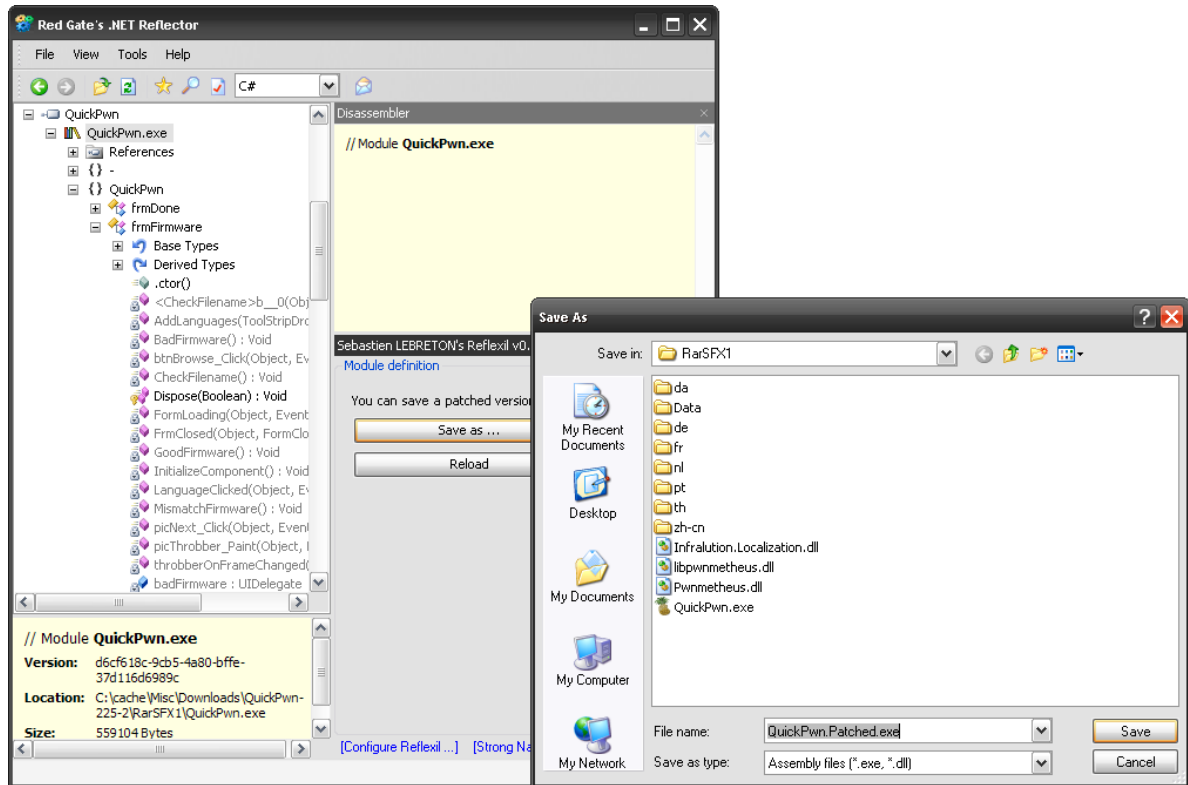 Red Gate's .NET Reflector
File View Tools Help
C#
QuickPwn
QuickPwn.exe
References
{} -
{} QuickPwn
frmDone
frmFirmware
Base Types
Derived Types
.ctor()
<CheckFilename>b__0(Obj
AddLanguages(ToolStripDrc
BadFirmware() : Void
btnBrowse_Click(Object, Ev
CheckFilename() : Void
Dispose(Boolean) : Void
FormLoading(Object, Event
FrmClosed(Object, FormClo
GoodFirmware() : Void
InitializeComponent() : Void
LanguageClicked(Object, Ev
MismatchFirmware() : Void
picNext_Click(Object, Event
picThrobber_Paint(Object, I
throbberOnFrameChanged(
badFirmware : UIDelegate
// Module QuickPwn.exe
Version: d6cf618c-9cb5-4a80-bffe-
37d116d6989c
Location: C:\cache\Misc\Downloads\QuickPwn-
225-2\RarSFX1\QuickPwn.exe
Size: 559104 Bytes
Disassembler
// Module QuickPwn.exe
Sebastien LEBRETON's Reflexil v0.
Module definition
You can save a patched version
Save as ...
Reload
[Configure Reflexil ...] [Strong Na
Save As
Save in: RarSFX1
My Recent
Documents
Desktop
My Documents
My Computer
My Network
da
Data
de
fr
nl
pt
th
zh-cn
Infralution.Localization.dll
libpwnmetheus.dll
Pwnmetheus.dll
QuickPwn.exe
File name: QuickPwn.Patched.exe Save
Save as type: Assembly files (*.exe, *.dll) Cancel